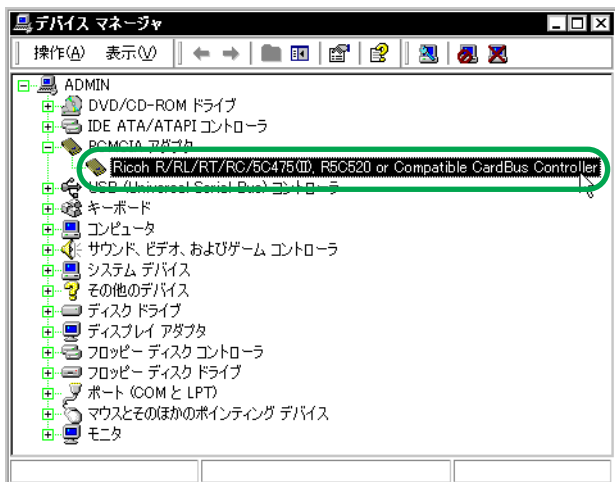 デバイス マネージャ
操作(A) 表示(V)
ADMIN
DVD/CD-ROM ドライブ
IDE ATA/ATAPI コントローラ
PCMCIA アダプタ
Ricoh R/RL/RT/RC/5C475(II), R5C520 or Compatible CardBus Controller
USB (Universal Serial Bus) コントローラ
キーボード
コンピュータ
サウンド、ビデオ、およびゲーム コントローラ
システム デバイス
その他のデバイス
ディスク ドライブ
ディスプレイ アダプタ
フロッピー ディスク コントローラ
フロッピー ディスク ドライブ
ポート (COM と LPT)
マウスとそのほかのポインティング デバイス
モニタ